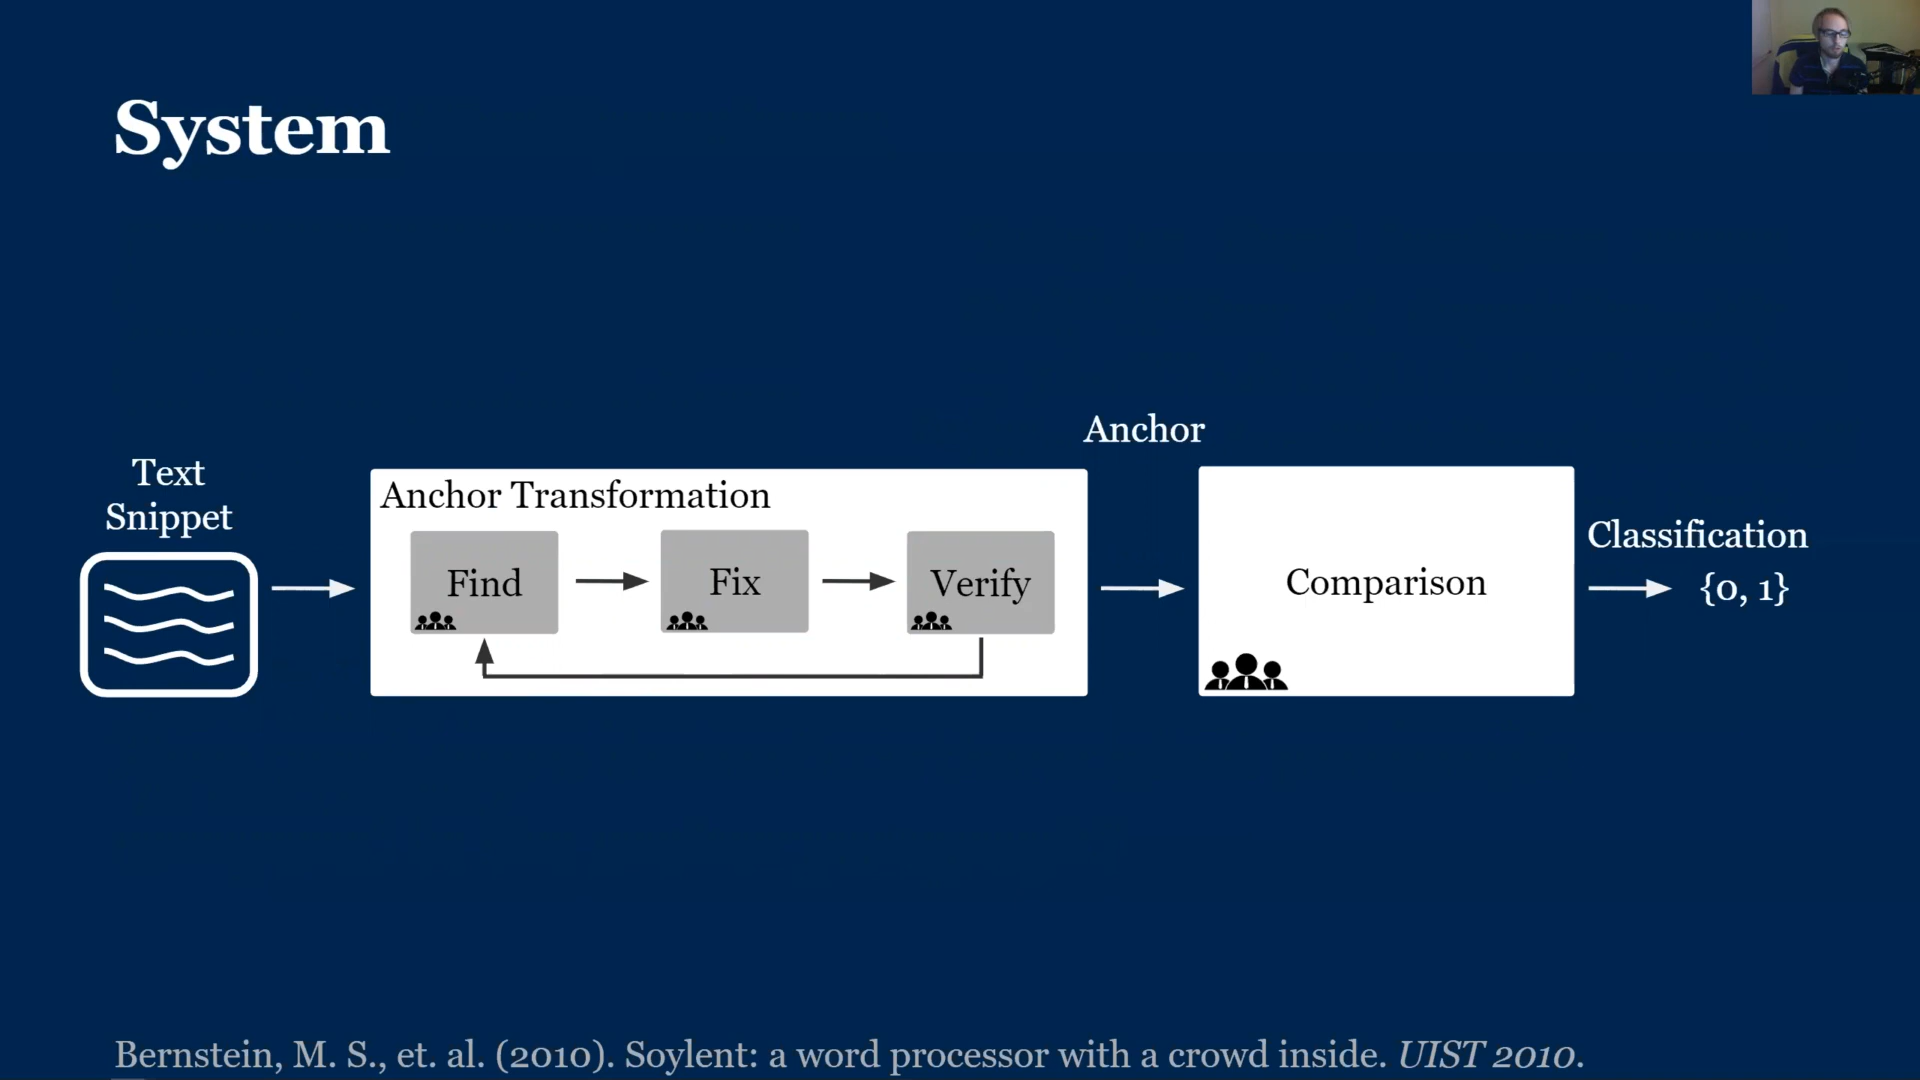 System
Text
Snippet
Anchor Transformation
Find
Fix
Verify
Anchor
Comparison
Classification
{0, 1}
Bernstein, M. S., et. al. (2010). Soylent: a word processor with a crowd inside. UIST 2010.